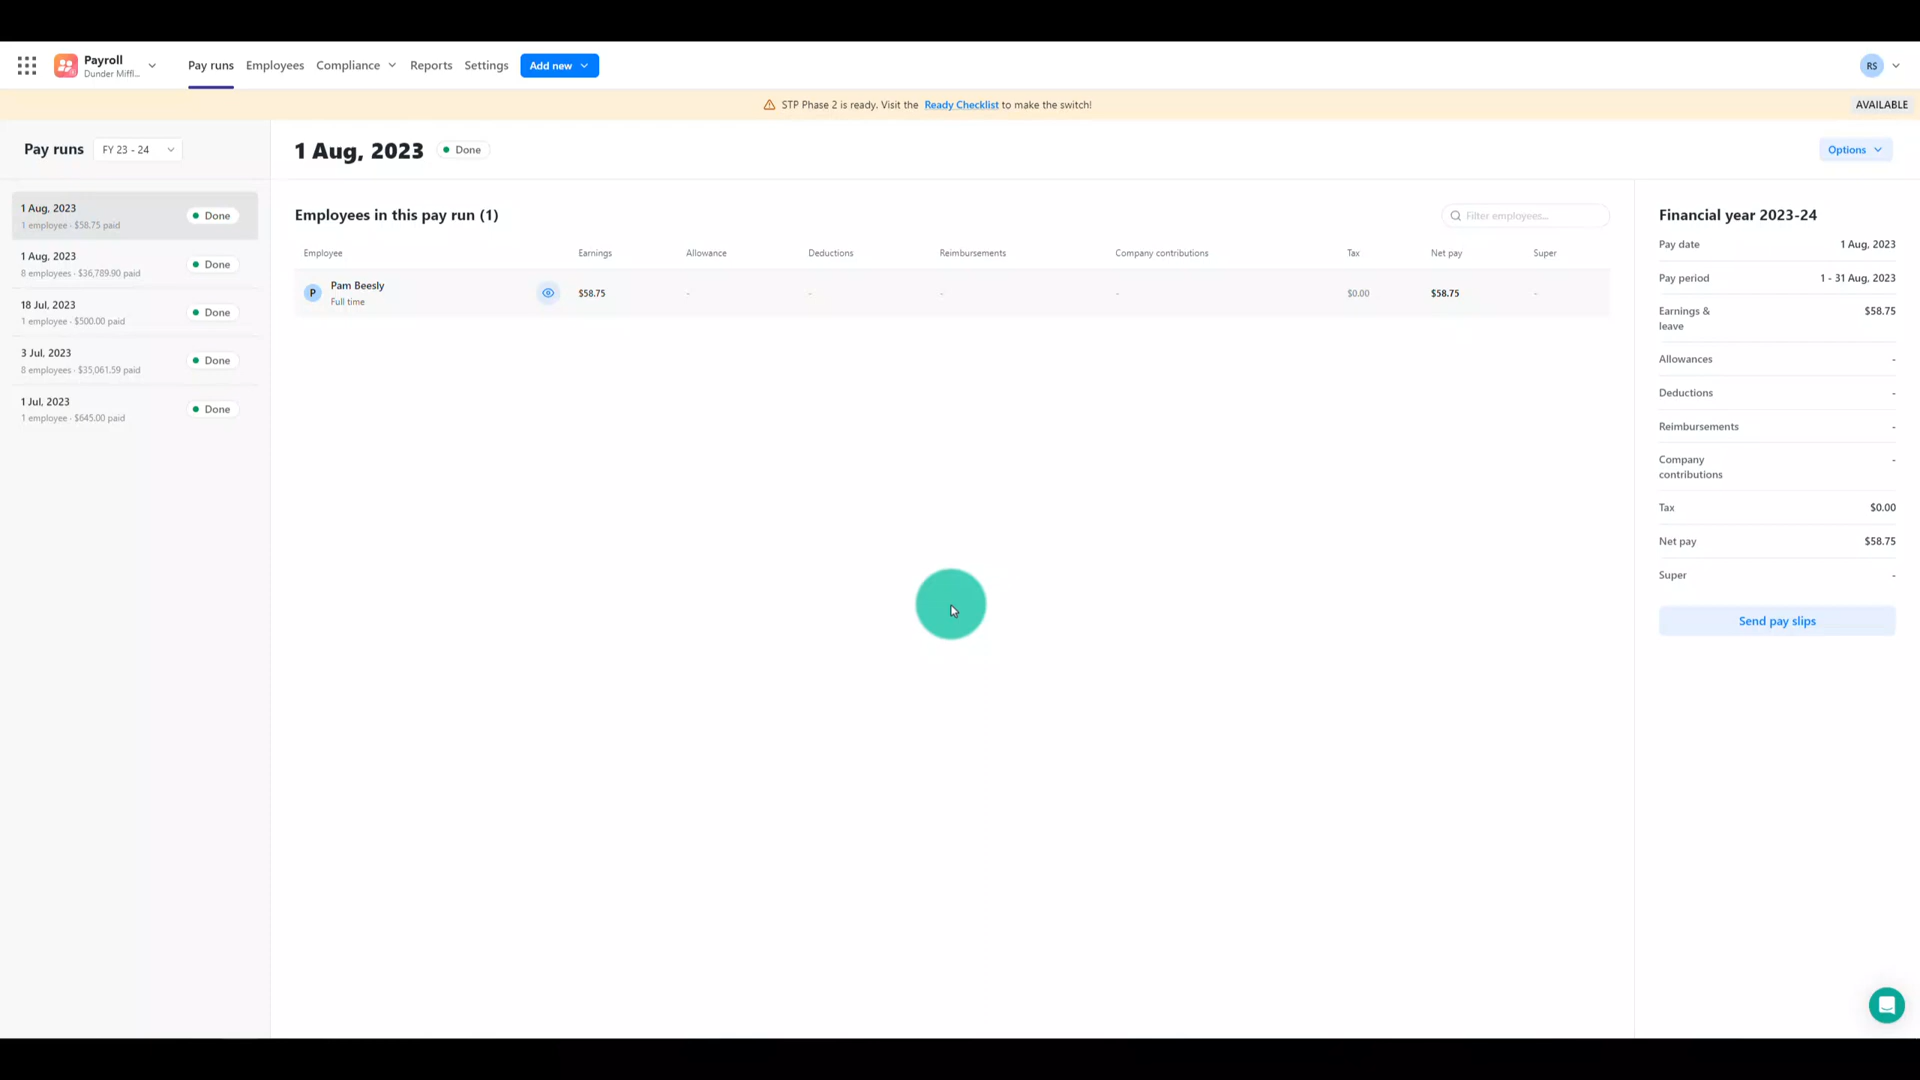 Payroll
Dunder Miffl...
Pay runs
Employees
Compliance
Reports
Settings
Add new
RS
STP Phase 2 is ready. Visit the Ready Checklist to make the switch!
AVAILABLE
Pay runs
FY 23 - 24
1 Aug, 2023
1 employee · $58.75 paid
Done
1 Aug, 2023
8 employees · $36,789.90 paid
Done
18 Jul, 2023
1 employee · $500.00 paid
Done
3 Jul, 2023
8 employees · $35,061.59 paid
Done
1 Jul, 2023
1 employee · $645.00 paid
Done
1 Aug, 2023
Done
Options
Employees in this pay run (1)
Filter employees...
Employee Earnings Allowance Deductions Reimbursements Company contributions Tax Net pay Super
P
Pam Beesly
Full time
$58.75 - - - - $0.00 $58.75 -
Financial year 2023-24
Pay date 1 Aug, 2023
Pay period 1 - 31 Aug, 2023
Earnings & $58.75
leave
Allowances -
Deductions -
Reimbursements -
Company -
contributions
Tax $0.00
Net pay $58.75
Super -
Send pay slips